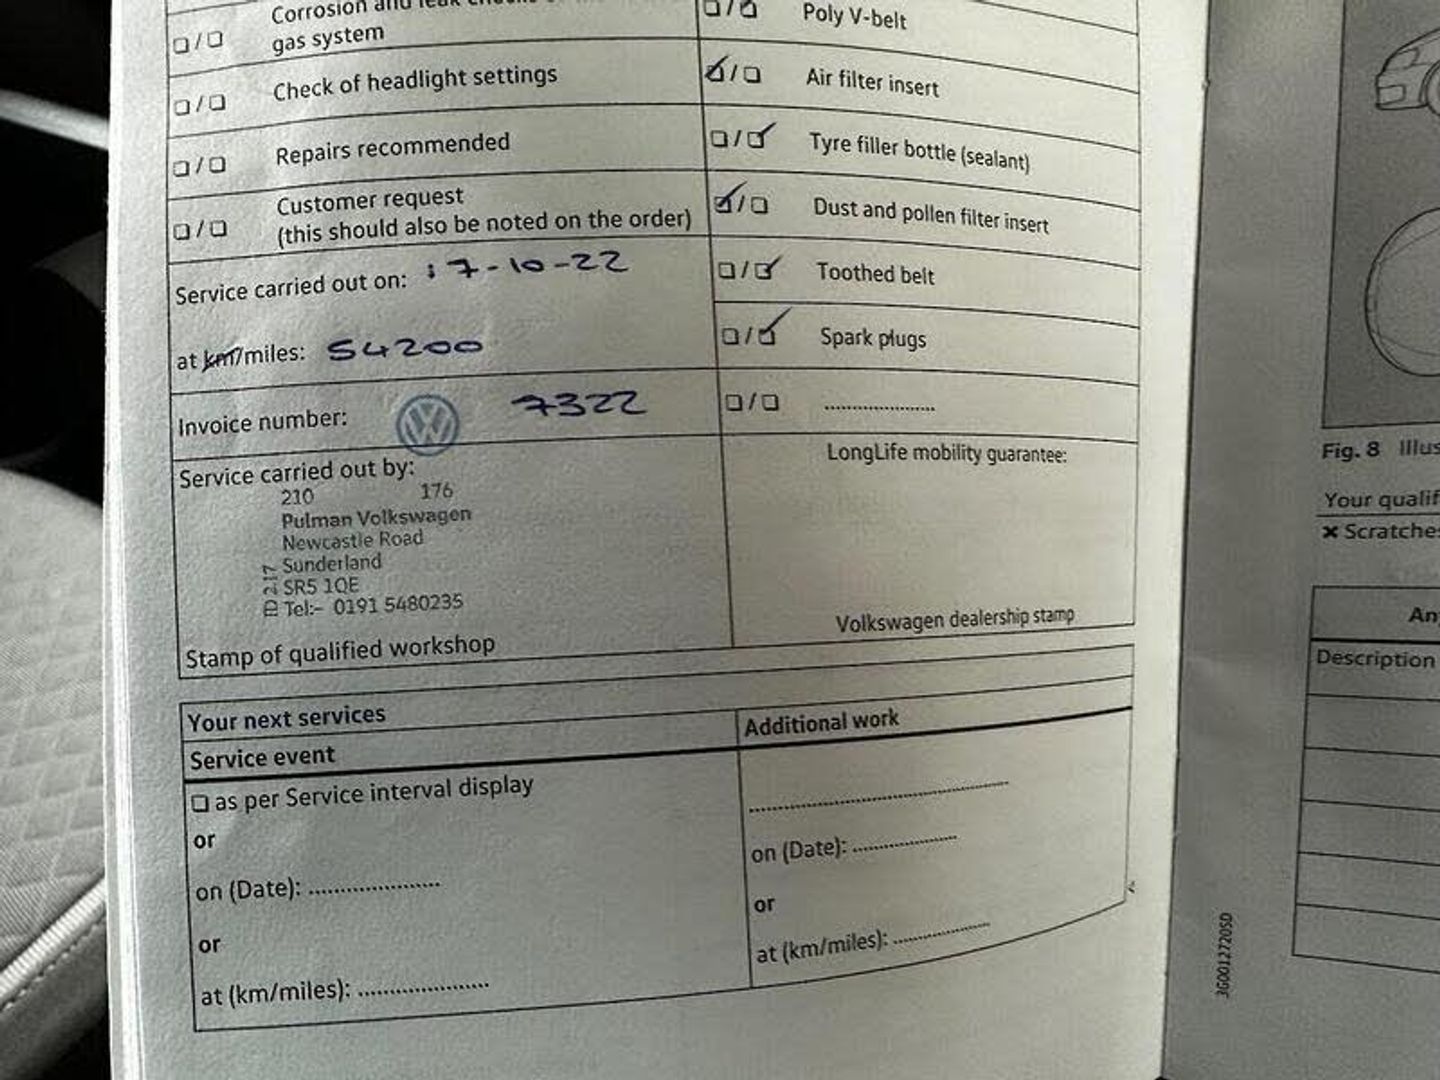 Corrosion and leak checks
gas system
☐/☐
Check of headlight settings
☐/☐
Repairs recommended
☐/☐
Customer request
☐/☐
(this should also be noted on the order)
Service carried out on: 17-10-22
at km/miles: 54200
Invoice number: 7322
Service carried out by:
210 176
Pulman Volkswagen
Newcastle Road
Sunderland
SR5 1QE
Tel:- 0191 5480235
Stamp of qualified workshop
Poly V-belt
☑/☐ Air filter insert
☐/☑ Tyre filler bottle (sealant)
☑/☐ Dust and pollen filter insert
☐/☑ Toothed belt
☐/☑ Spark plugs
☐/☐ ......................
LongLife mobility guarantee:
Volkswagen dealership stamp
Your next services
Service event
☐ as per Service interval display
or
on (Date): ......................
or
at (km/miles): ......................
Additional work
............................................
on (Date): ..................
or
at (km/miles): ................
Fig. 8
Your
× 
Description
3G0012720SD